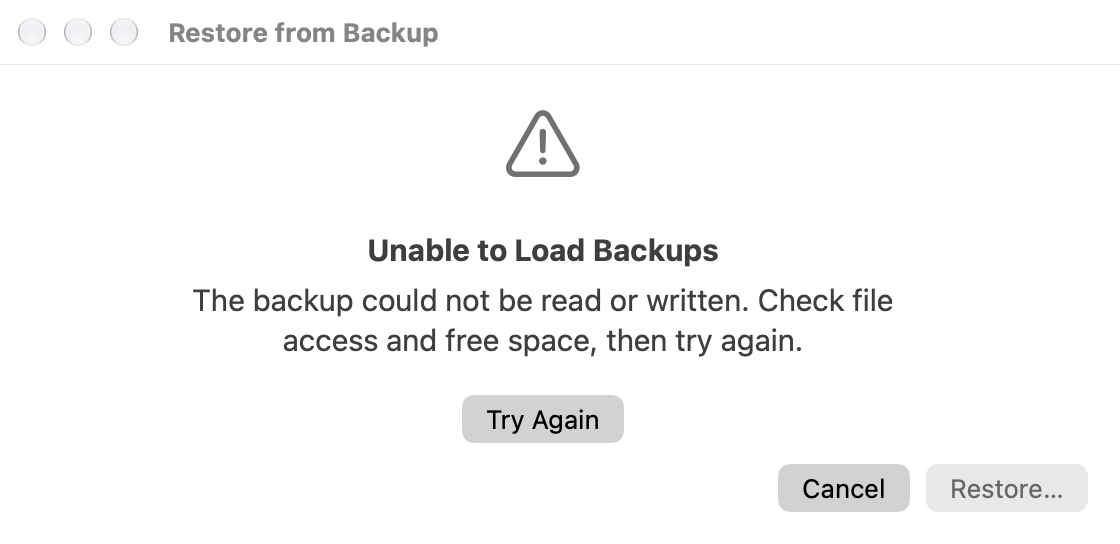 Restore from Backup
Unable to Load Backups
The backup could not be read or written. Check file
access and free space, then try again.
Try Again
Cancel
Restore...